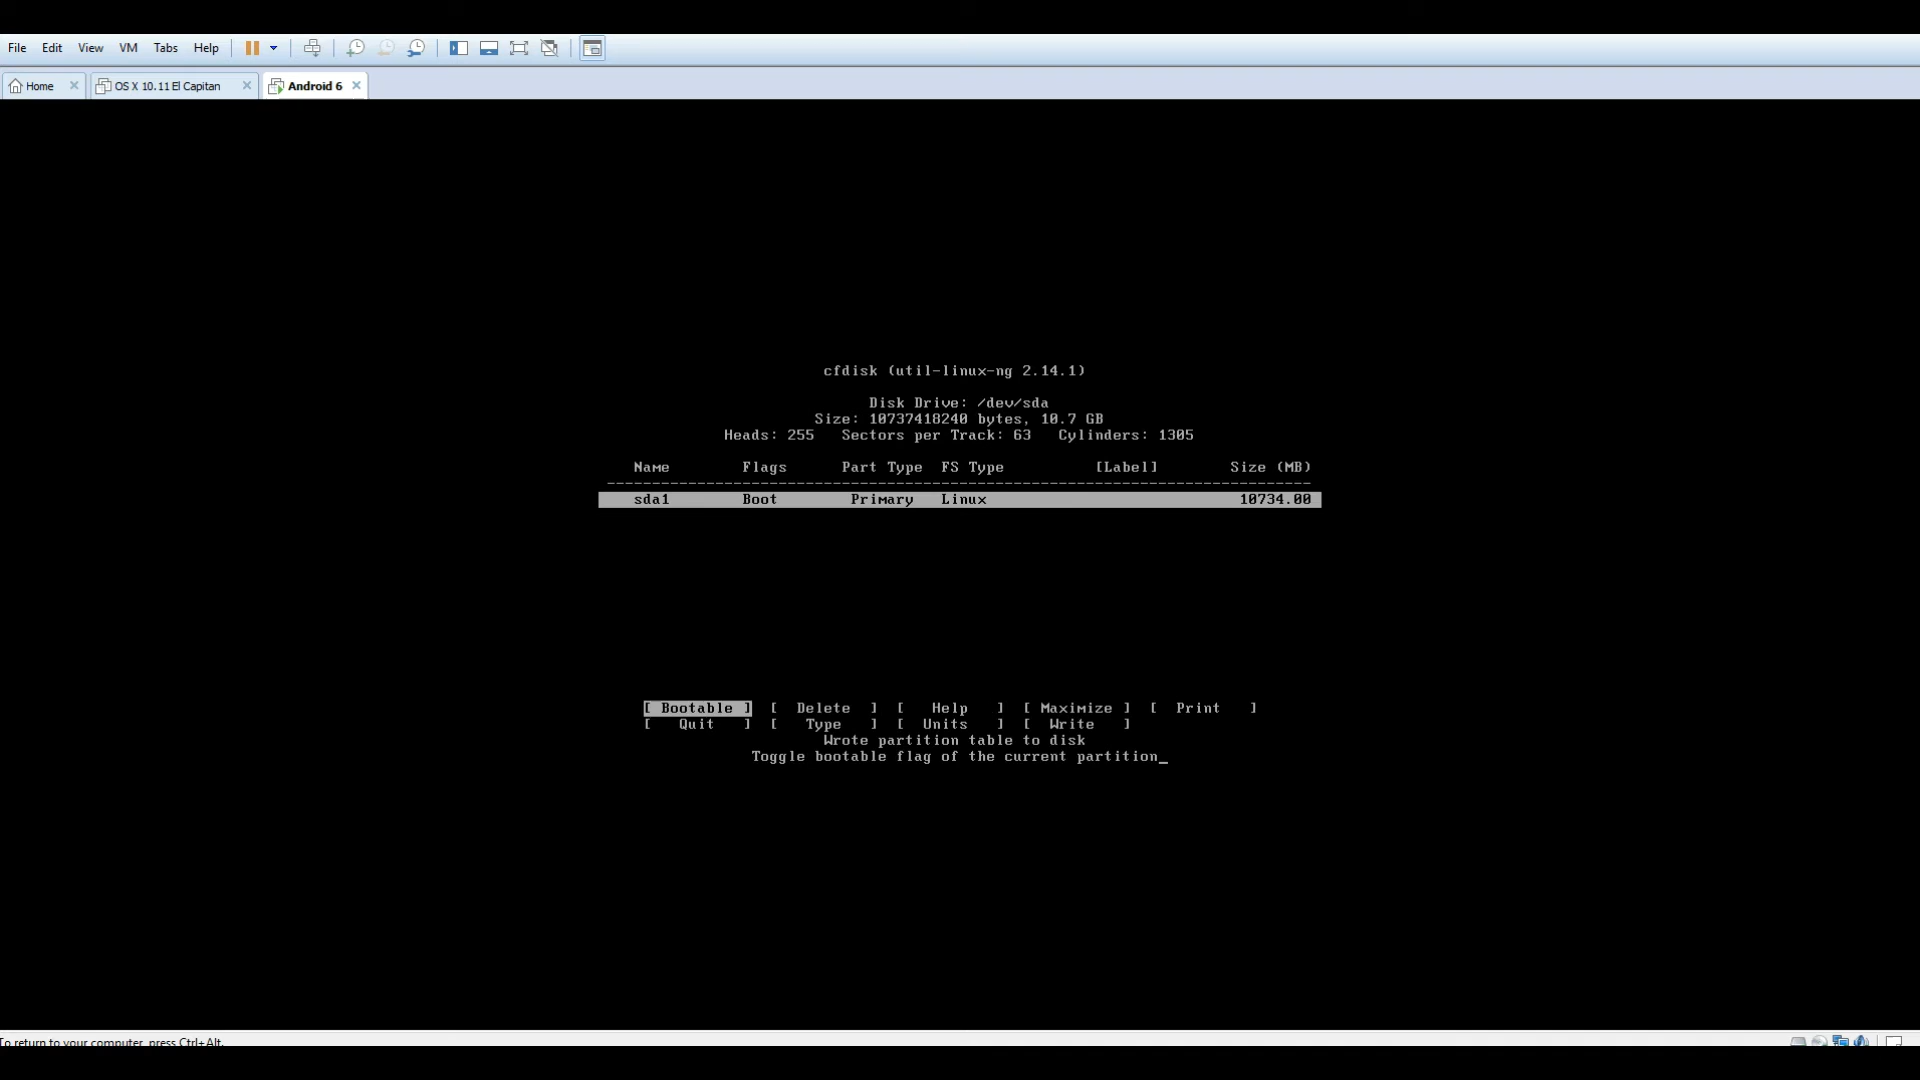 File Edit View VM Tabs Help
Home OS X 10.11 El Capitan Android 6
cfdisk (util-linux-ng 2.14.1)
Disk Drive: /dev/sda
Size: 10737418240 bytes, 10.7 GB
Heads: 255 Sectors per Track: 63 Cylinders: 1305
Name Flags Part Type FS Type [Label] Size (MB)
sda1 Boot Primary Linux 10734.00
[ Bootable ] [ Delete ] [ Help ] [ Maximize ] [ Print ]
[ Quit ] [ Type ] [ Units ] [ Write ]
Wrote partition table to disk
Toggle bootable flag of the current partition_
To return to your computer, press Ctrl+Alt.